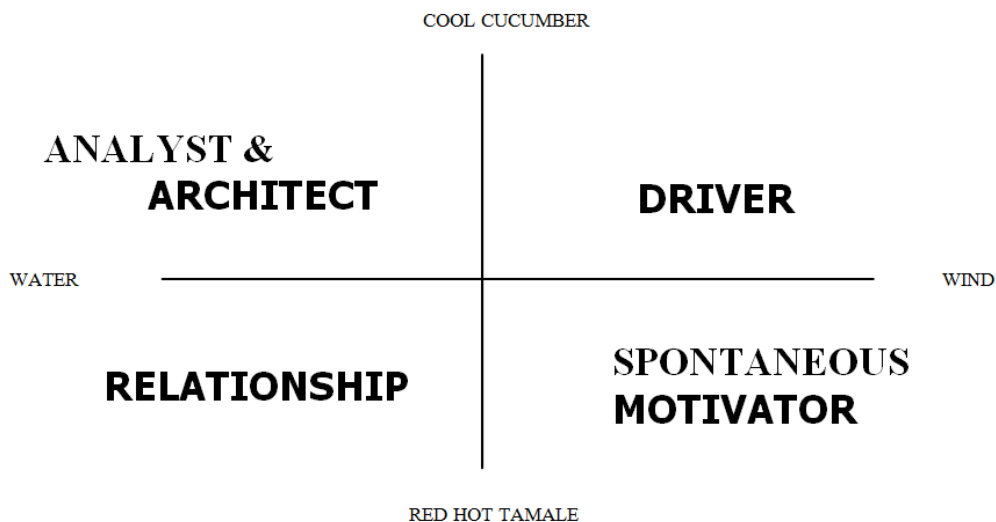 COOL CUCUMBER
ANALYST &
ARCHITECT
DRIVER
WATER
WIND
RELATIONSHIP
SPONTANEOUS
MOTIVATOR
RED HOT TAMALE